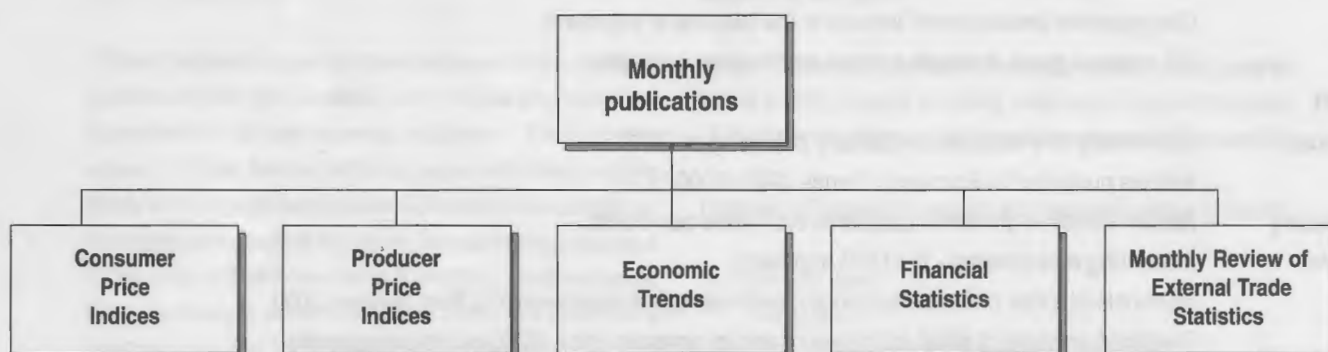 Monthly
publications
Consumer
Price
Indices
Producer
Price
Indices
Economic
Trends
Financial
Statistics
Monthly Review of
External Trade
Statistics